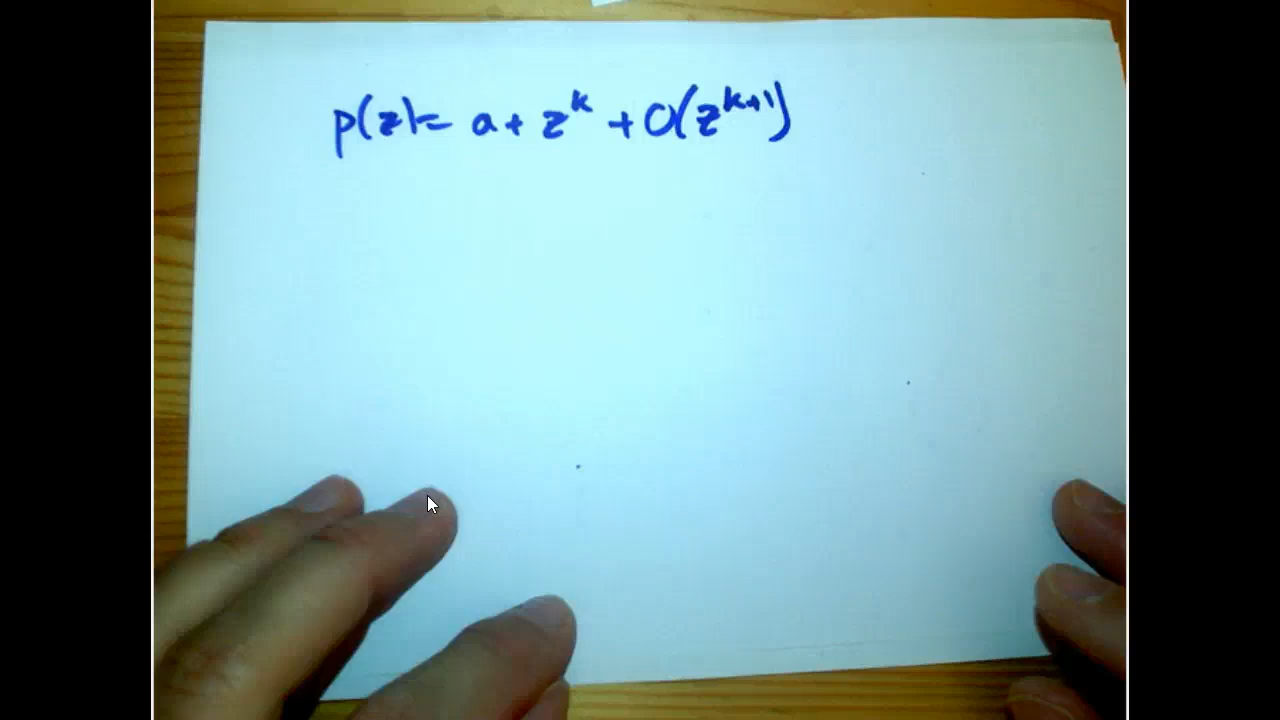 p(z)= a + z^k + O(z^{k+1})